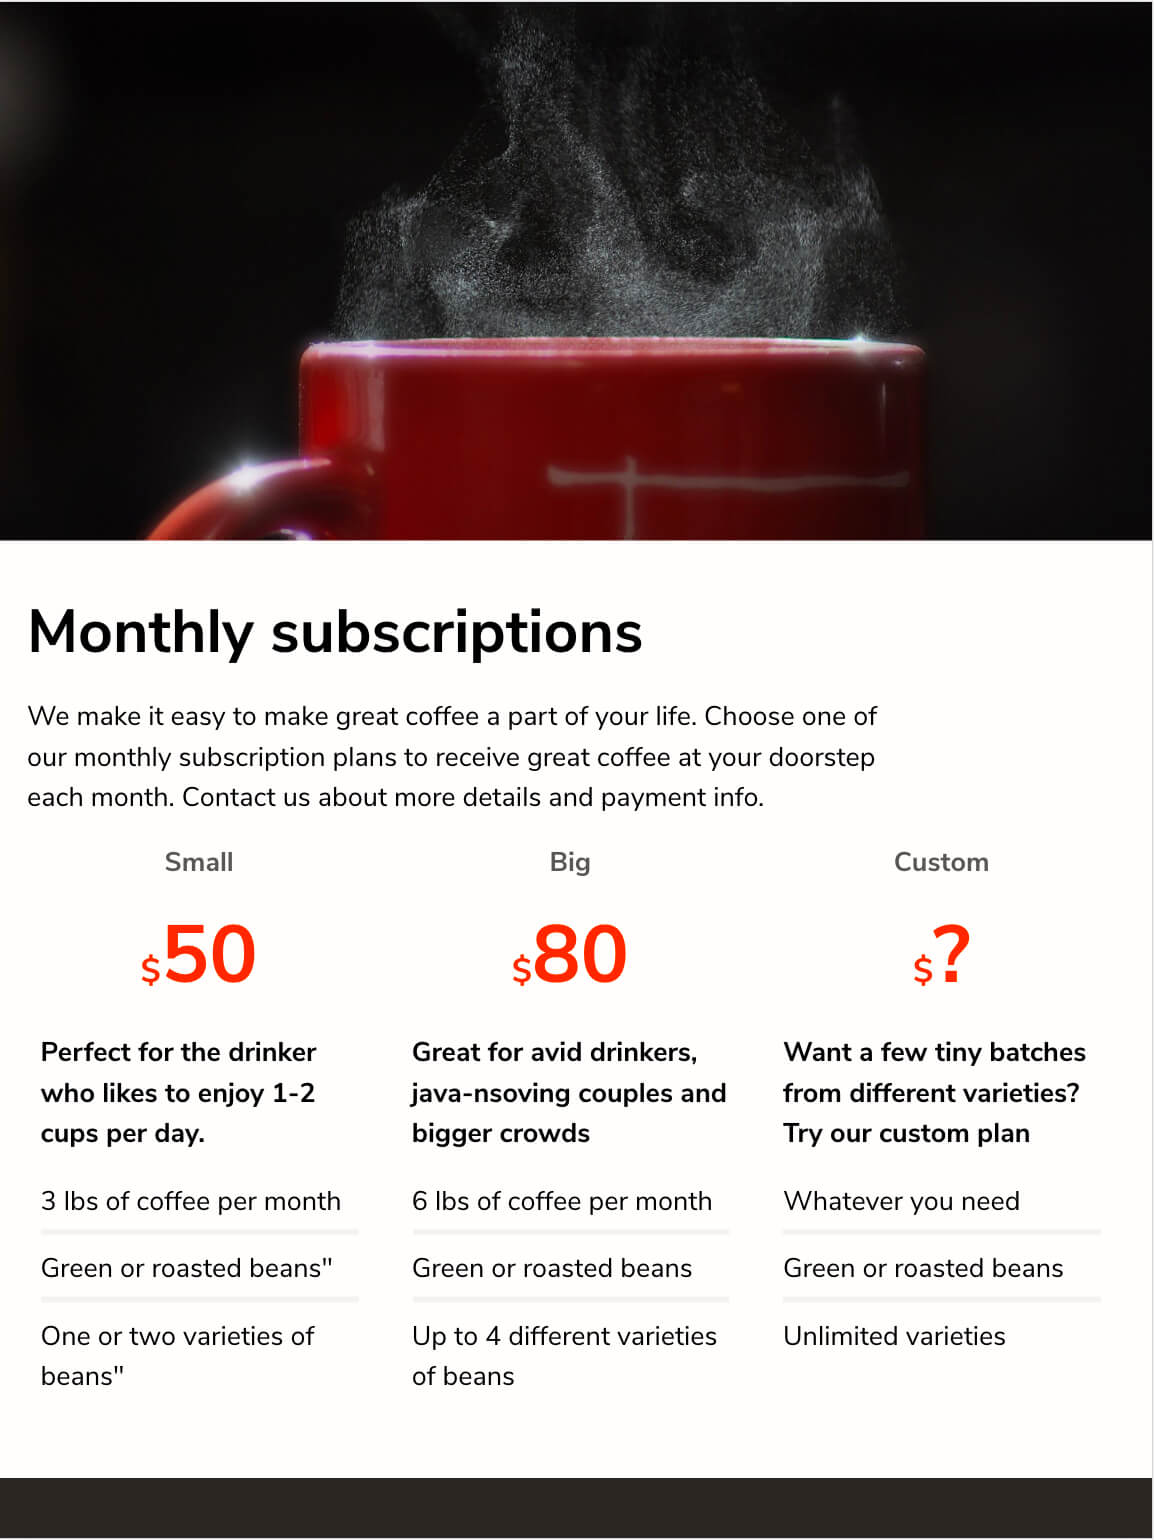 Monthly subscriptions
We make it easy to make great coffee a part of your life. Choose one of
our monthly subscription plans to receive great coffee at your doorstep
each month. Contact us about more details and payment info.
Small
$50
Perfect for the drinker
who likes to enjoy 1-2
cups per day.
3 lbs of coffee per month
Green or roasted beans"
One or two varieties of
beans"
Big
$80
Great for avid drinkers,
java-nsoving couples and
bigger crowds
6 lbs of coffee per month
Green or roasted beans
Up to 4 different varieties
of beans
Custom
$?
Want a few tiny batches
from different varieties?
Try our custom plan
Whatever you need
Green or roasted beans
Unlimited varieties